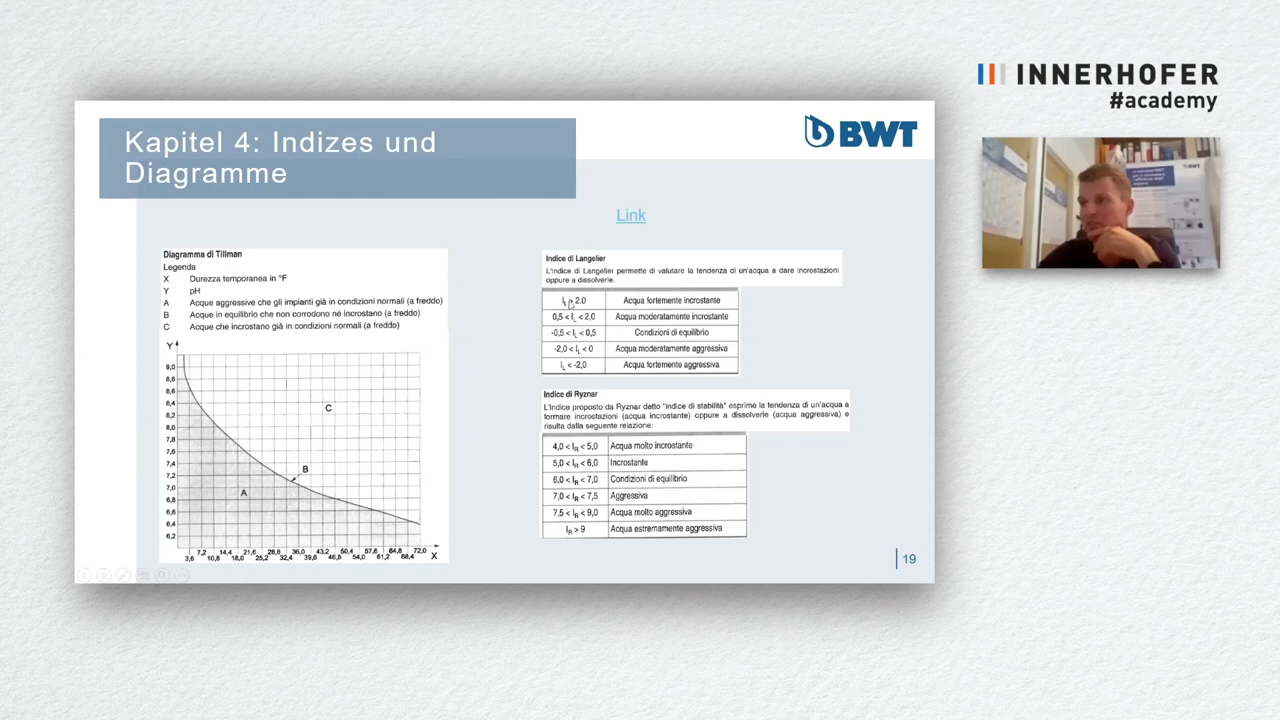 INNERHOFER
#academy
Kapitel 4: Indizes und
Diagramme
BWT
Link
Diagramma di Tillman
Legenda
X Durezza temporanea in °F
Y pH
A Acque aggressive che gli impianti già in condizioni normali (a freddo)
B Acque in equilibrio che non corrodono né incrostano (a freddo)
C Acque che incrostano già in condizioni normali (a freddo)
Y
9,0
8,8
8,6
8,4
8,2
8,0
7,8
7,6
7,4
7,2
7,0
6,8
6,6
6,4
6,2
C
B
A
7,2 14,4 21,6 28,8 36,0 43,2 50,4 57,6 64,8 72,0
3,6 10,8 18,0 25,2 32,4 39,6 46,8 54,0 61,2 68,4
X
Indice di Langelier
L'indice di Langelier permette di valutare la tendenza di un'acqua a dare incrostazioni
oppure a dissolverle.
IL > 2.0 Acqua fortemente incrostante
0,5 < IL < 2,0 Acqua moderatamente incrostante
-0,5 < IL < 0,5 Condizioni di equilibrio
-2,0 < IL < 0 Acqua moderatamente aggressiva
IL < -2,0 Acqua fortemente aggressiva
Indice di Ryznar
L'indice proposto da Ryznar detto "indice di stabilità" esprime la tendenza di un'acqua a
formare incrostazioni (acqua incrostante) oppure a dissolverle (acqua aggressiva) e
risulta dalla seguente relazione:
4,0 < IR < 5,0 Acqua molto incrostante
5,0 < IR < 6,0 Incrostante
6,0 < IR < 7,0 Condizioni di equilibrio
7,0 < IR < 7,5 Aggressiva
7,5 < IR < 9,0 Acqua molto aggressiva
IR > 9 Acqua estremamente aggressiva
19
BWT